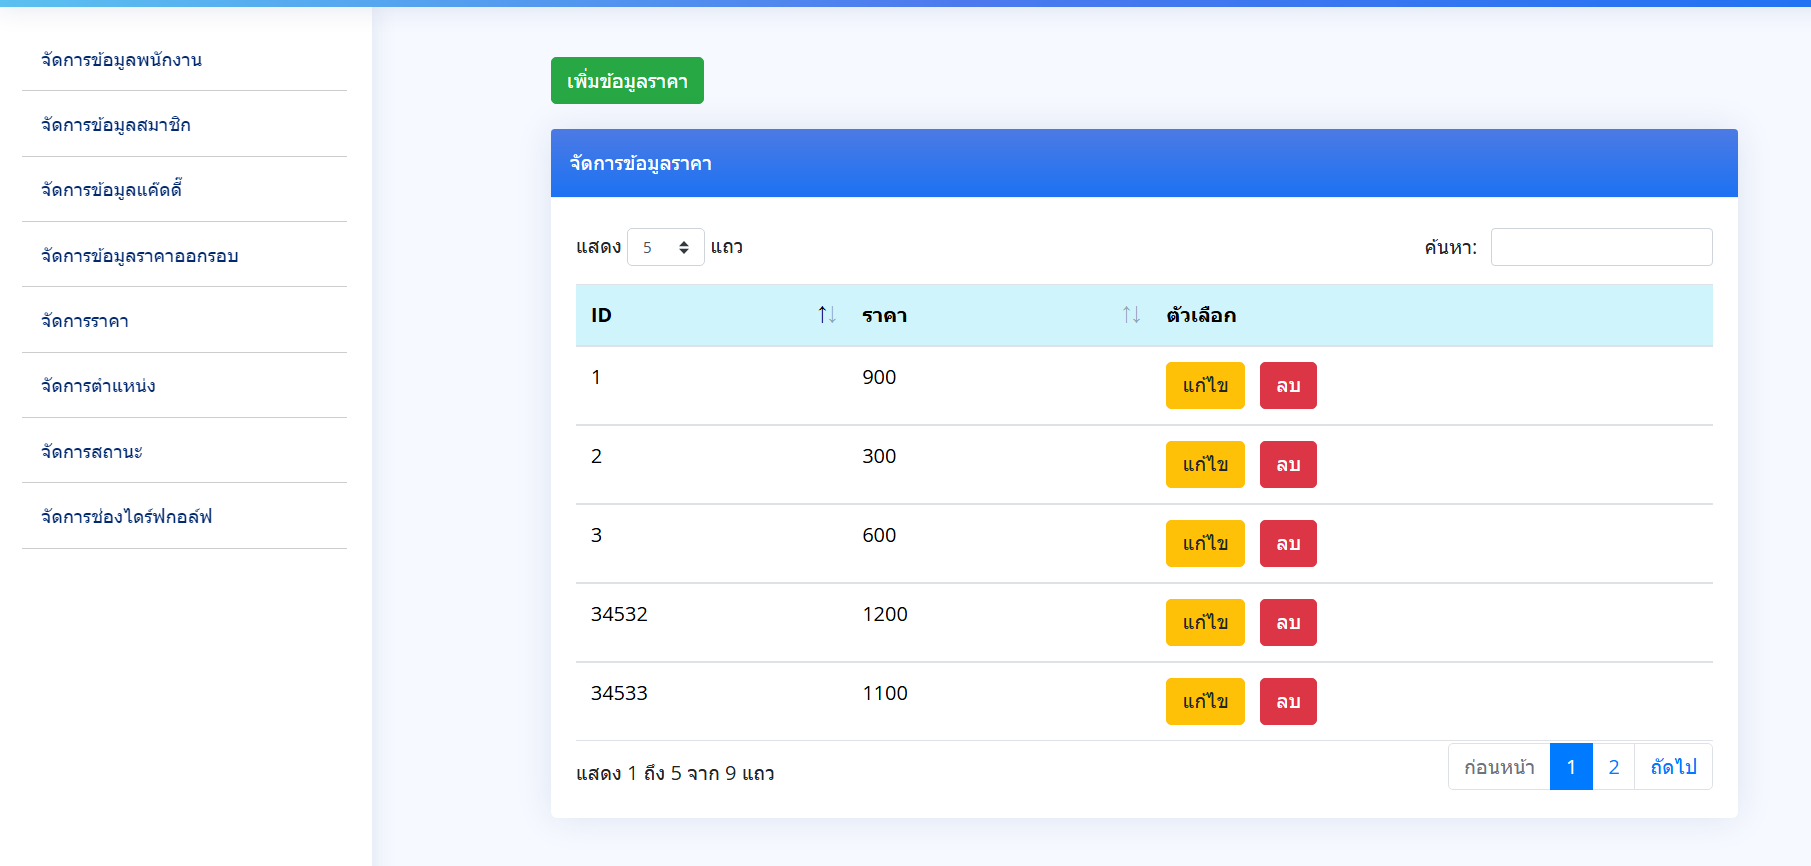 จัดการข้อมูลพนักงาน
จัดการข้อมูลสมาชิก
จัดการข้อมูลแค๊ดดี้
จัดการข้อมูลราคาออกรอบ
จัดการราคา
จัดการตำแหน่ง
จัดการสถานะ
จัดการช่องไดร์ฟกอล์ฟ
เพิ่มข้อมูลราคา
จัดการข้อมูลราคา
แสดง 5 แถว ค้นหา:
ID ราคา ตัวเลือก
1 900 แก้ไข ลบ
2 300 แก้ไข ลบ
3 600 แก้ไข ลบ
34532 1200 แก้ไข ลบ
34533 1100 แก้ไข ลบ
แสดง 1 ถึง 5 จาก 9 แถว ก่อนหน้า 1 2 ถัดไป